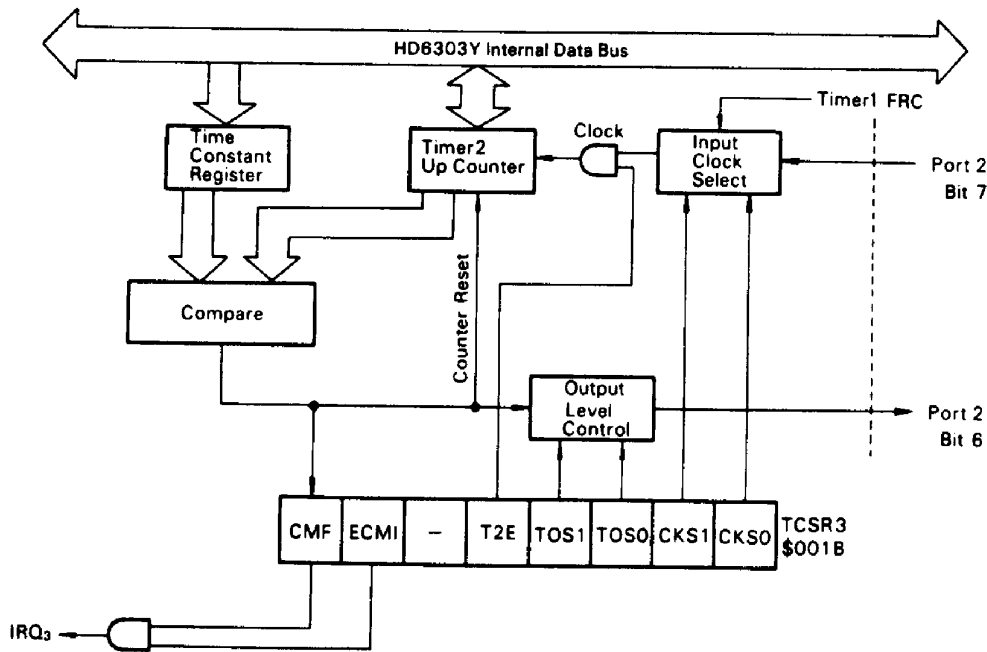 HD6303Y Internal Data Bus
Timer1 FRC
Time
Constant
Register
Timer2
Up Counter
Clock
Input
Clock
Select
Port 2
Bit 7
Compare
Counter Reset
Output
Level
Control
Port 2
Bit 6
CMF ECMI – T2E TOS1 TOS0 CKS1 CKS0
TCSR3
$001B
IRQ₃